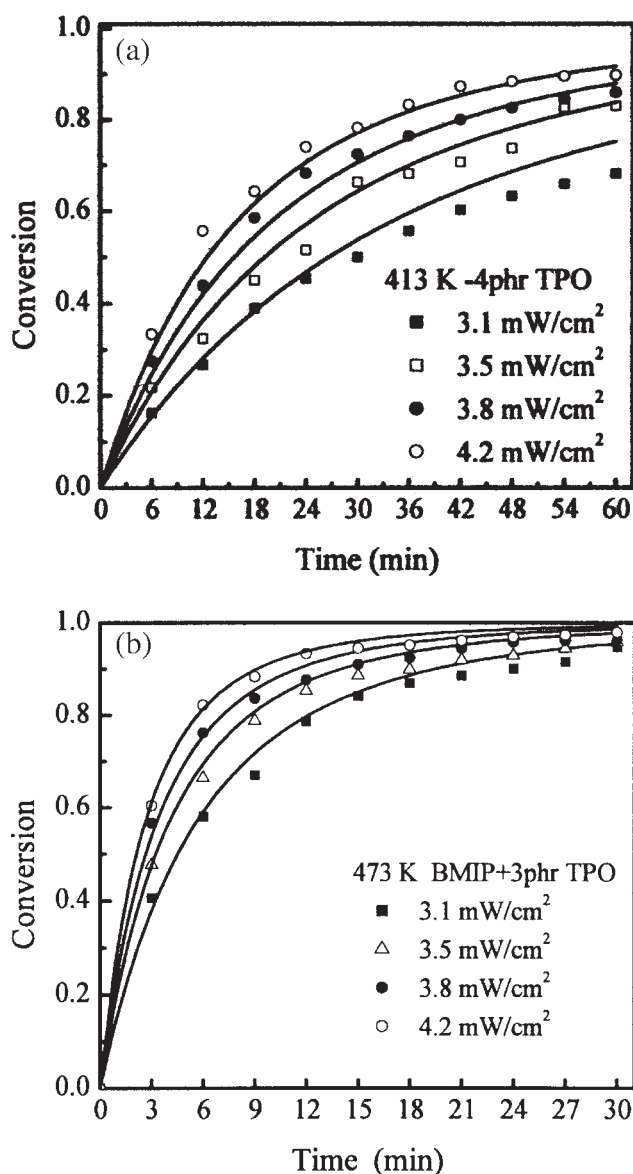 (a)
1.0
0.8
0.6
0.4
0.2
0.0
Conversion
413 K -4phr TPO
3.1 mW/cm²
3.5 mW/cm²
3.8 mW/cm²
4.2 mW/cm²
0 6 12 18 24 30 36 42 48 54 60
Time (min)
(b)
1.0
0.8
0.6
0.4
0.2
0.0
Conversion
473 K BMIP+3phr TPO
3.1 mW/cm²
3.5 mW/cm²
3.8 mW/cm²
4.2 mW/cm²
0 3 6 9 12 15 18 21 24 27 30
Time (min)